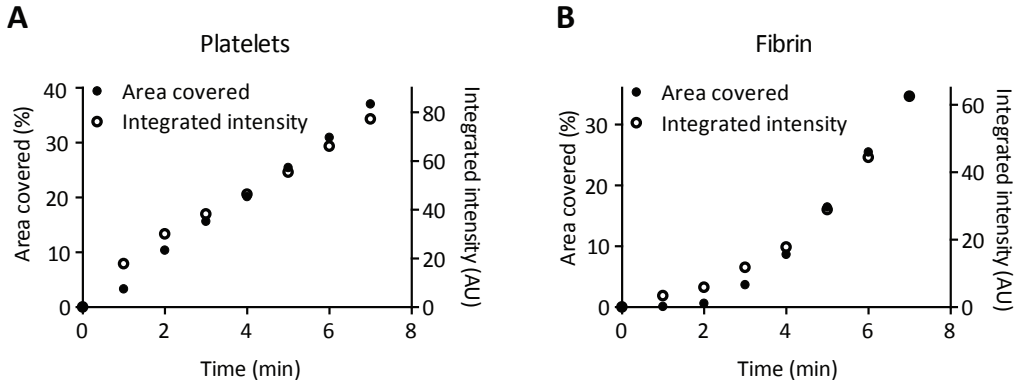 A
Platelets
Area covered
Integrated intensity
Area covered (%)
40
30
20
10
0
Integrated intensity (AU)
80
60
40
20
0
0 2 4 6 8
Time (min)
B
Fibrin
Area covered
Integrated intensity
Area covered (%)
30
20
10
0
Integrated intensity (AU)
60
40
20
0
0 2 4 6 8
Time (min)